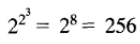 $2^{2^3} = 2^8 = 256$